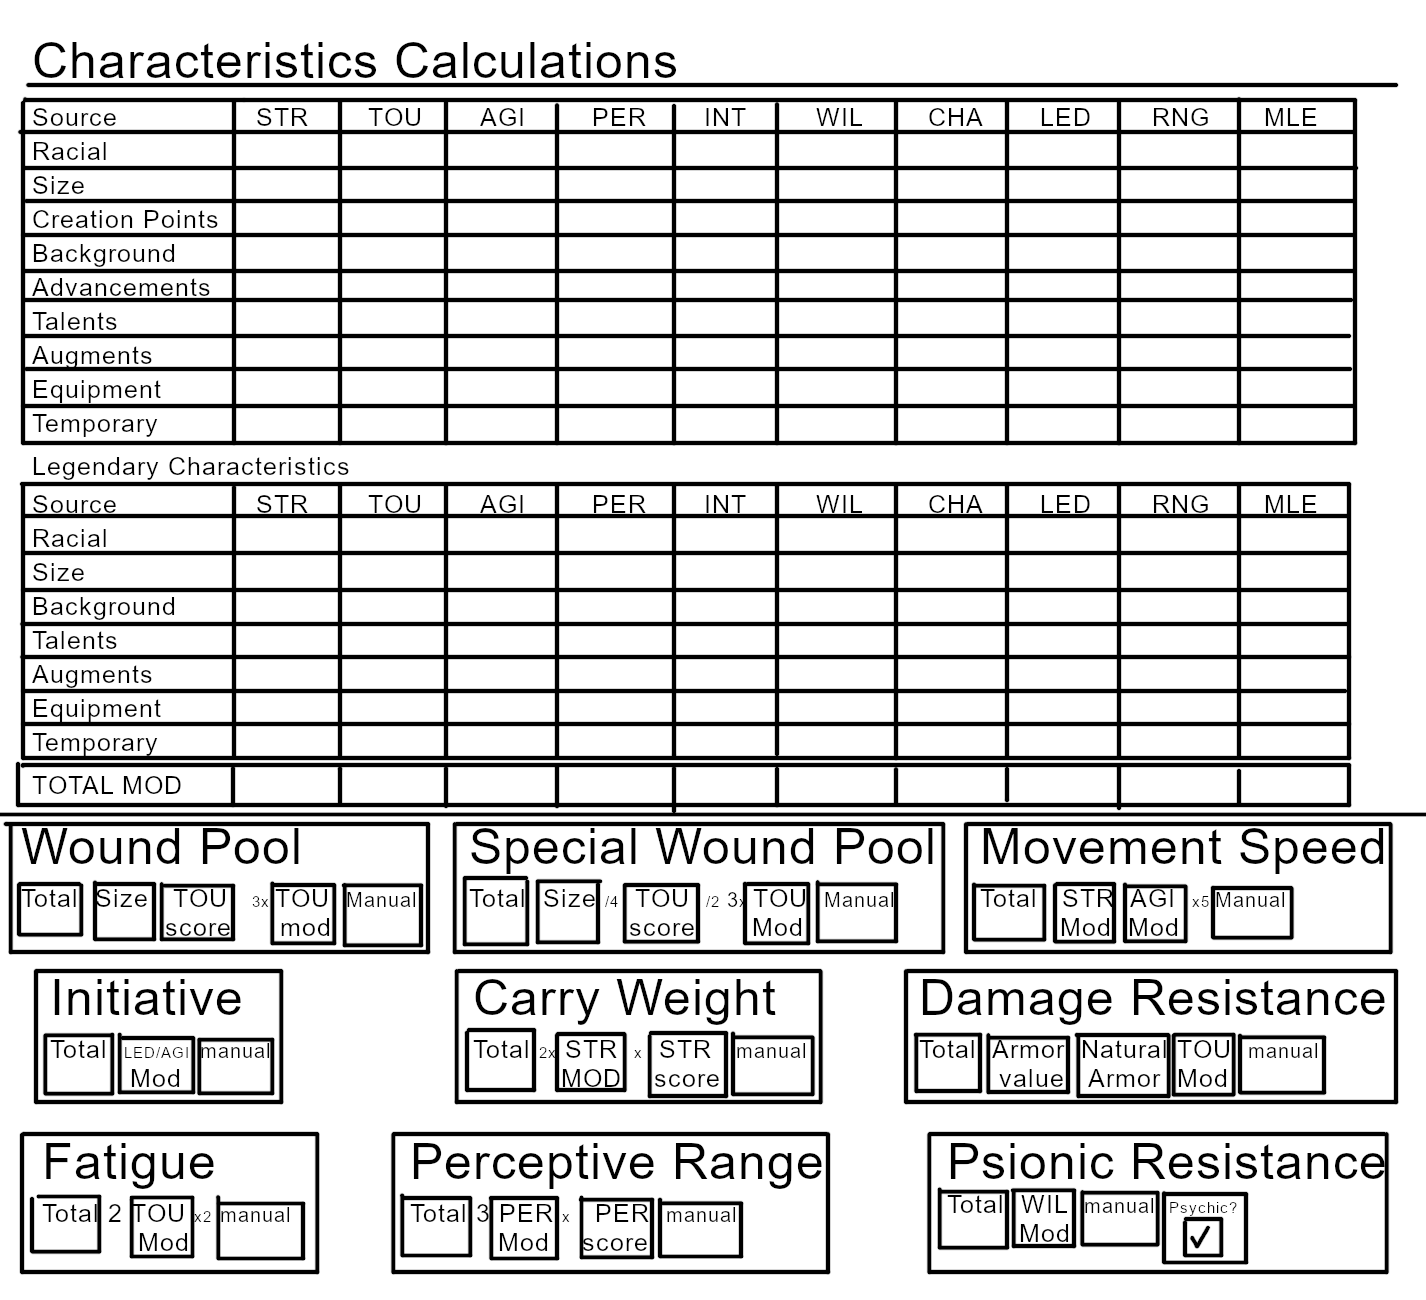 Characteristics Calculations
Source STR TOU AGI PER INT WIL CHA LED RNG MLE
Racial
Size
Creation Points
Background
Advancements
Talents
Augments
Equipment
Temporary
Legendary Characteristics
Source STR TOU AGI PER INT WIL CHA LED RNG MLE
Racial
Size
Background
Talents
Augments
Equipment
Temporary
TOTAL MOD
Wound Pool
Total Size TOU 3x TOU Manual
score mod
Special Wound Pool
Total Size /4 TOU /2 3x TOU Manual
score Mod
Movement Speed
Total STR AGI x5 Manual
Mod Mod
Initiative
Total LED/AGI manual
Mod
Carry Weight
Total 2x STR x STR manual
MOD score
Damage Resistance
Total Armor Natural TOU manual
value Armor Mod
Fatigue
Total 2 TOU x2 manual
Mod
Perceptive Range
Total 3 PER x PER manual
Mod score
Psionic Resistance
Total WIL manual Psychic?
Mod ✓